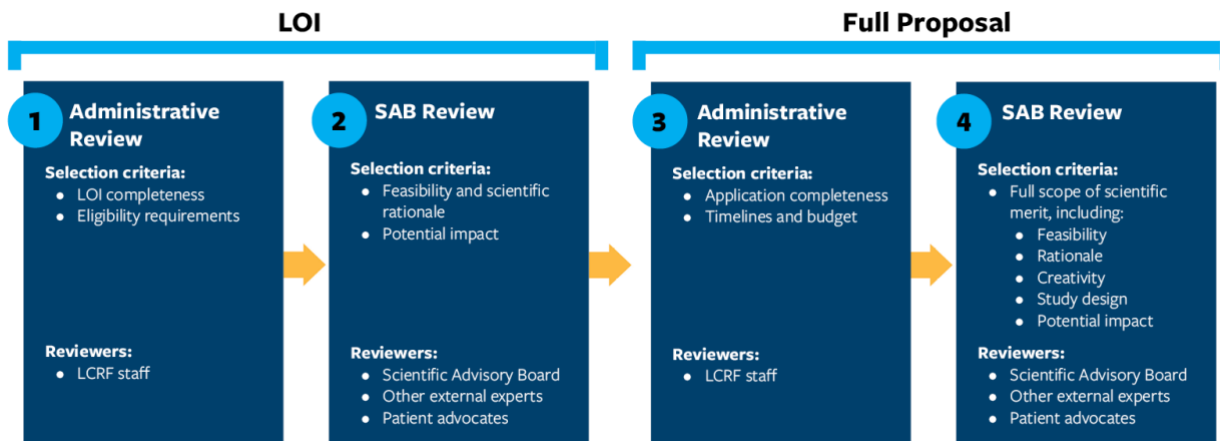 LOI
1
Administrative
Review
Selection criteria:
● LOI completeness
● Eligibility requirements
Reviewers:
● LCRF staff
2
SAB Review
Selection criteria:
● Feasibility and scientific
rationale
● Potential impact
Reviewers:
● Scientific Advisory Board
● Other external experts
● Patient advocates
Full Proposal
3
Administrative
Review
Selection criteria:
● Application completeness
● Timelines and budget
Reviewers:
● LCRF staff
4
SAB Review
Selection criteria:
● Full scope of scientific
merit, including:
● Feasibility
● Rationale
● Creativity
● Study design
● Potential impact
Reviewers:
● Scientific Advisory Board
● Other external experts
● Patient advocates